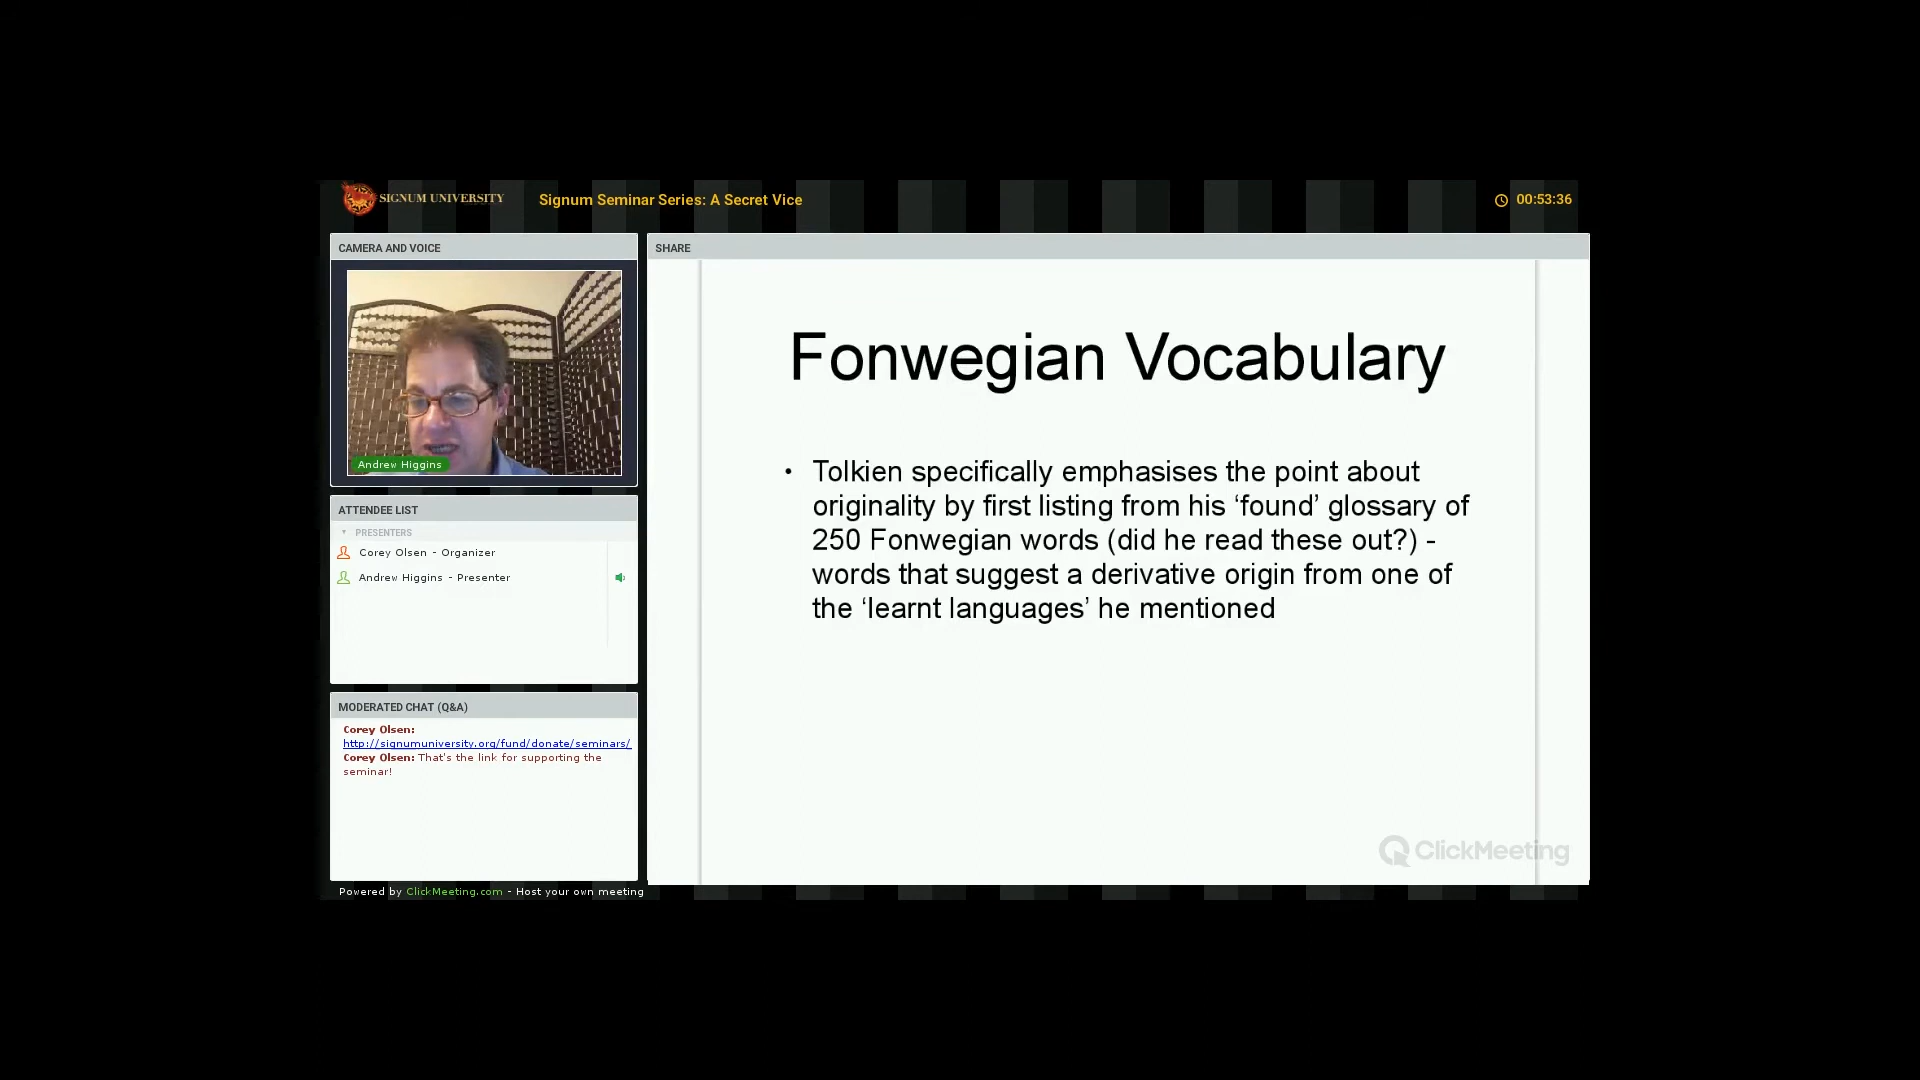 SIGNUM UNIVERSITY
Signum Seminar Series: A Secret Vice
00:53:36
CAMERA AND VOICE
Andrew Higgins
ATTENDEE LIST
PRESENTERS
Corey Olsen - Organizer
Andrew Higgins - Presenter
MODERATED CHAT (Q&A)
Corey Olsen:
http://signumuniversity.org/fund/donate/seminars/
Corey Olsen: That's the link for supporting the
seminar!
Powered by ClickMeeting.com - Host your own meeting
SHARE
Fonwegian Vocabulary
• Tolkien specifically emphasises the point about
originality by first listing from his ‘found’ glossary of
250 Fonwegian words (did he read these out?) -
words that suggest a derivative origin from one of
the ‘learnt languages’ he mentioned
ClickMeeting